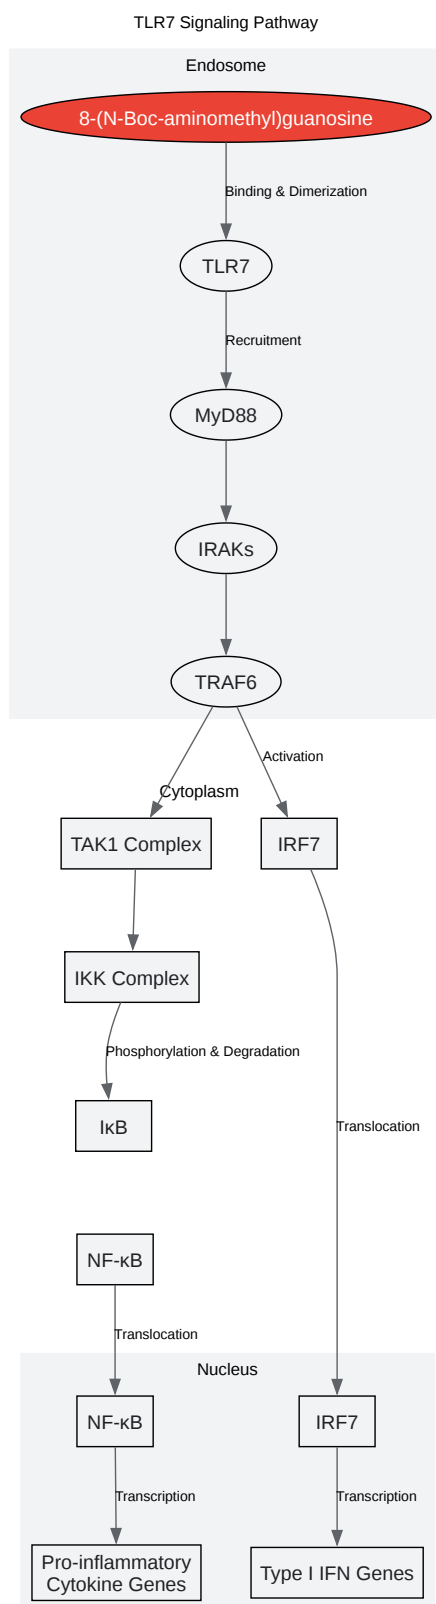 TLR7 Signaling Pathway
Endosome
8-(N-Boc-aminomethyl)guanosine
Binding & Dimerization
TLR7
Recruitment
MyD88
IRAKs
TRAF6
Activation
Cytoplasm
TAK1 Complex
IRF7
IKK Complex
Phosphorylation & Degradation
IκB
Translocation
NF-κB
Translocation
Nucleus
NF-κB
IRF7
Transcription
Transcription
Pro-inflammatory
Cytokine Genes
Type I IFN Genes